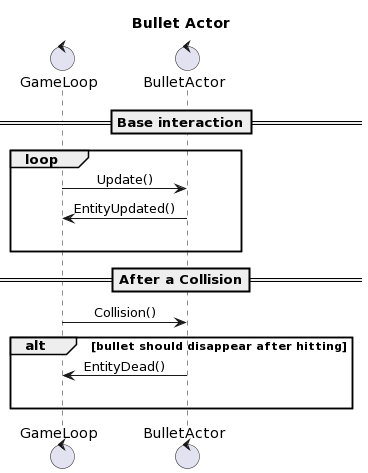 Bullet Actor
GameLoop BulletActor
Base interaction
loop
Update()
EntityUpdated()
After a Collision
Collision()
alt [bullet should disappear after hitting]
EntityDead()
GameLoop BulletActor